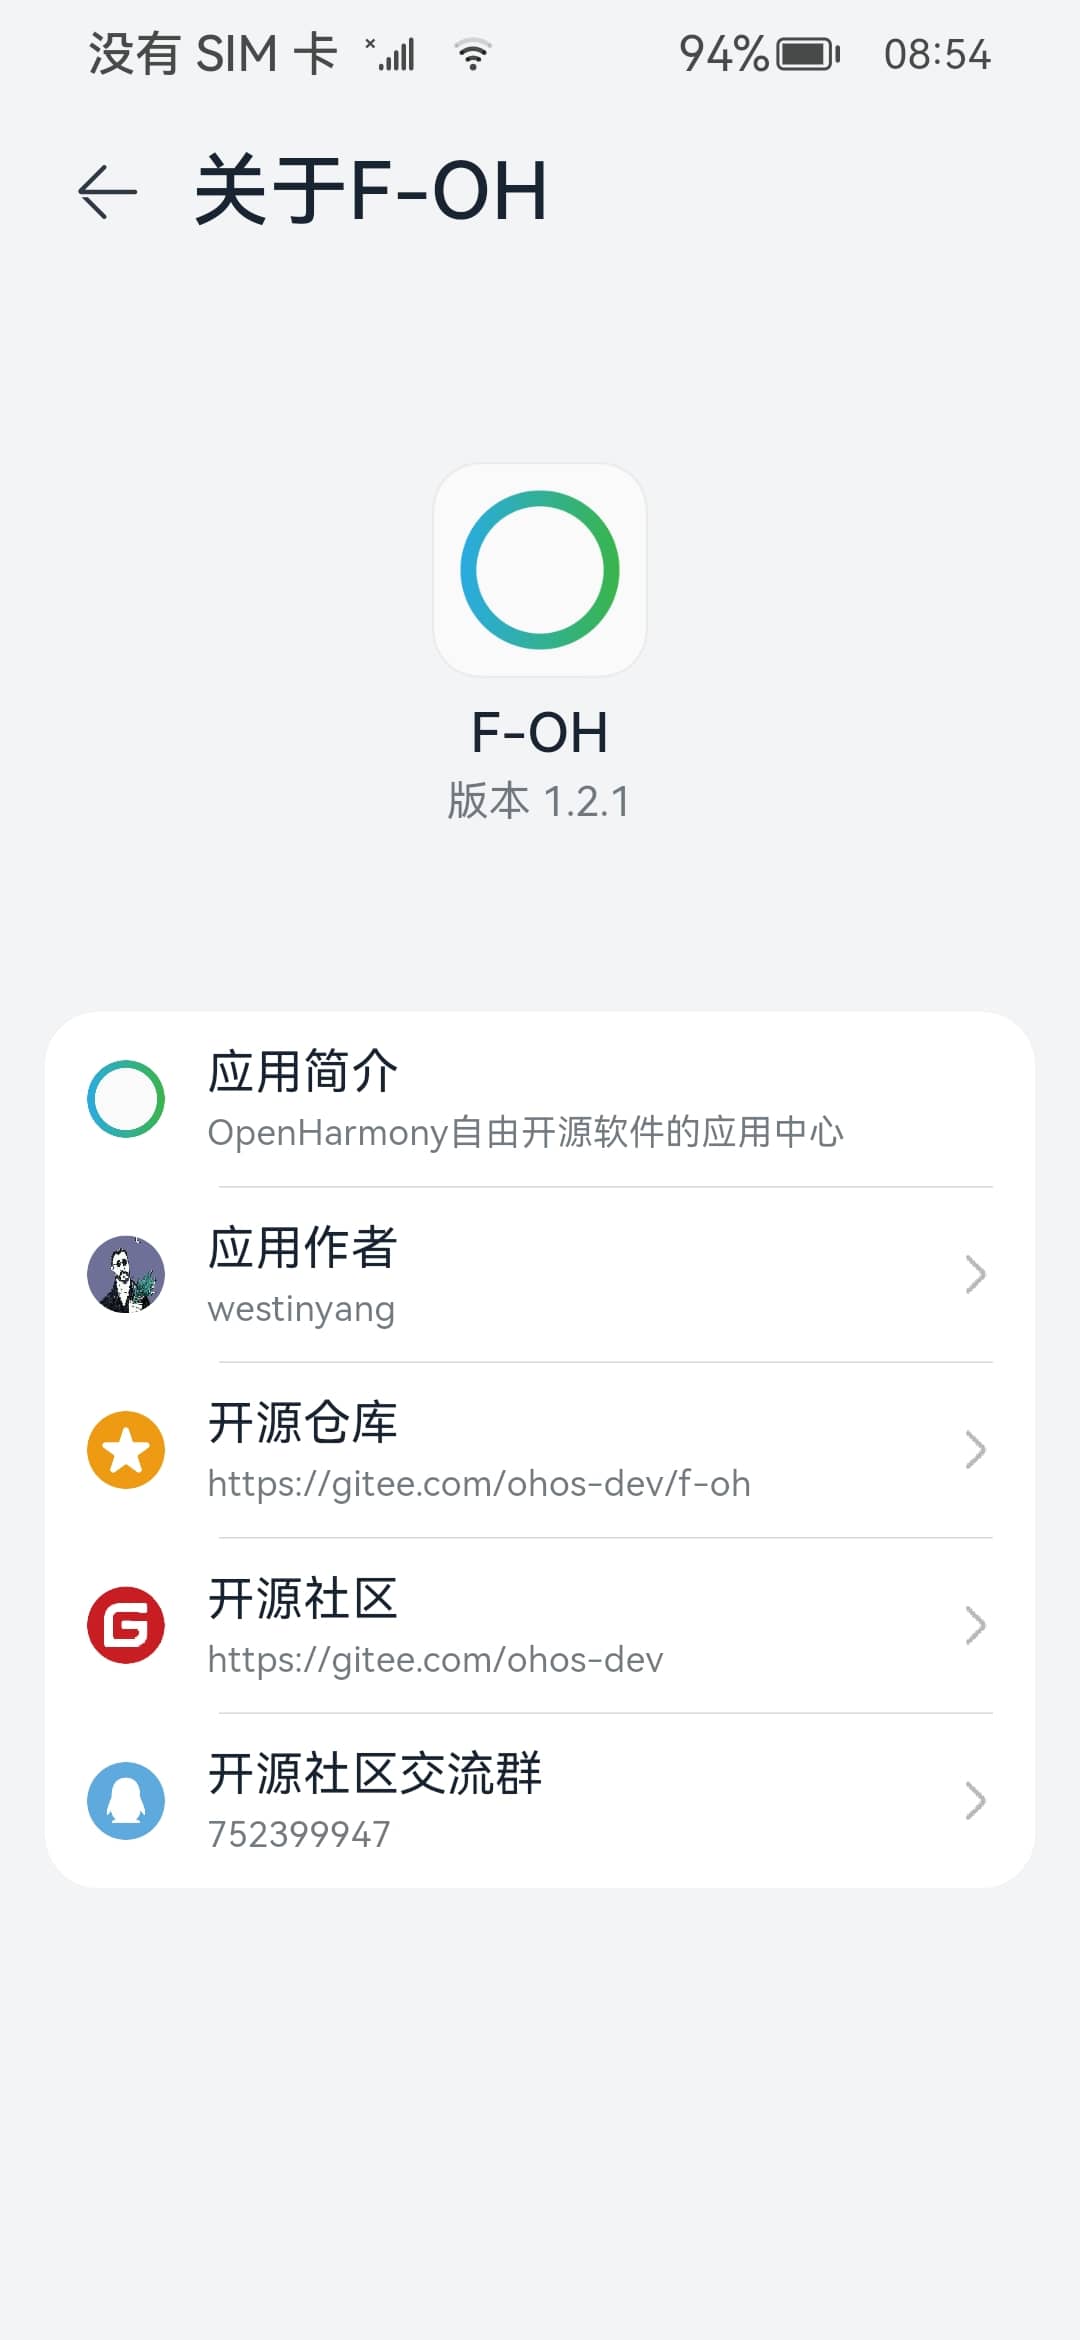 没有 SIM 卡 94% 08:54
关于F-OH
F-OH
版本 1.2.1
应用简介
OpenHarmony自由开源软件的应用中心
应用作者
westinyang
开源仓库
https://gitee.com/ohos-dev/f-oh
开源社区
https://gitee.com/ohos-dev
开源社区交流群
752399947